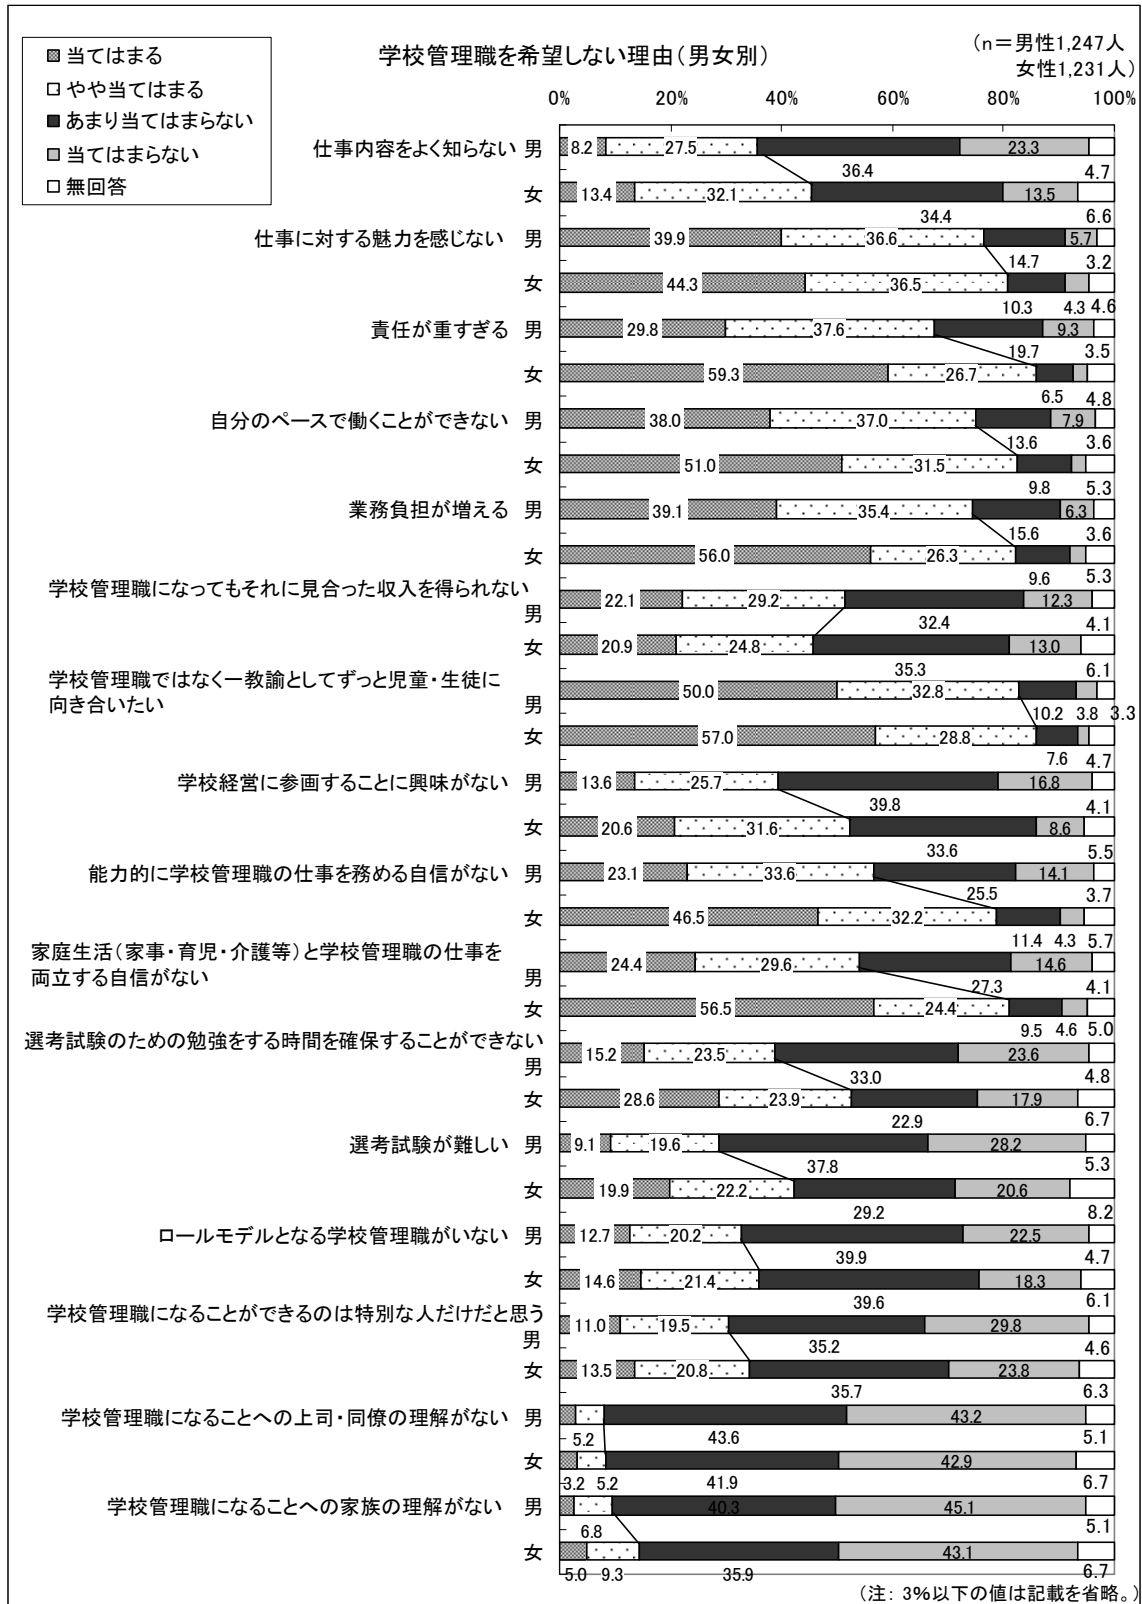 当てはまる
やや当てはまる
あまり当てはまらない
当てはまらない
無回答
学校管理職を希望しない理由（男女別）
（n＝男性1,247人
女性1,231人）
0% 20% 40% 60% 80% 100%
仕事内容をよく知らない 男 8.2 27.5 23.3
36.4 4.7
女 13.4 32.1 13.5
34.4 6.6
仕事に対する魅力を感じない 男 39.9 36.6 5.7
14.7 3.2
女 44.3 36.5
10.3 4.3 4.6
責任が重すぎる 男 29.8 37.6 9.3
19.7 3.5
女 59.3 26.7
6.5 4.8
自分のペースで働くことができない 男 38.0 37.0 7.9
13.6 3.6
女 51.0 31.5
9.8 5.3
業務負担が増える 男 39.1 35.4 6.3
15.6 3.6
女 56.0 26.3
9.6 5.3
学校管理職になってもそれに見合った収入を得られない
男 22.1 29.2 12.3
32.4 4.1
女 20.9 24.8 13.0
35.3 6.1
学校管理職ではなく一教諭としてずっと児童・生徒に
向き合いたい
男 50.0 32.8
10.2 3.8 3.3
女 57.0 28.8
7.6 4.7
学校経営に参画することに興味がない 男 13.6 25.7 16.8
39.8 4.1
女 20.6 31.6 8.6
33.6 5.5
能力的に学校管理職の仕事を務める自信がない 男 23.1 33.6 14.1
25.5 3.7
女 46.5 32.2
11.4 4.3 5.7
家庭生活（家事・育児・介護等）と学校管理職の仕事を
両立する自信がない
男 24.4 29.6 14.6
27.3 4.1
女 56.5 24.4
9.5 4.6 5.0
選考試験のための勉強をする時間を確保することができない
男 15.2 23.5 23.6
33.0 4.8
女 28.6 23.9 17.9
22.9 6.7
選考試験が難しい 男 9.1 19.6 28.2
37.8 5.3
女 19.9 22.2 20.6
29.2 8.2
ロールモデルとなる学校管理職がいない 男 12.7 20.2 22.5
39.9 4.7
女 14.6 21.4 18.3
39.6 6.1
学校管理職になることができるのは特別な人だけだと思う
男 11.0 19.5 29.8
35.2 4.6
女 13.5 20.8 23.8
35.7 6.3
学校管理職になることへの上司・同僚の理解がない 男 43.2
5.2 43.6 5.1
女 42.9
3.2 5.2 41.9 6.7
学校管理職になることへの家族の理解がない 男 40.3 45.1
6.8 5.1
女 43.1
5.0 9.3 35.9 6.7
（注：3%以下の値は記載を省略。）